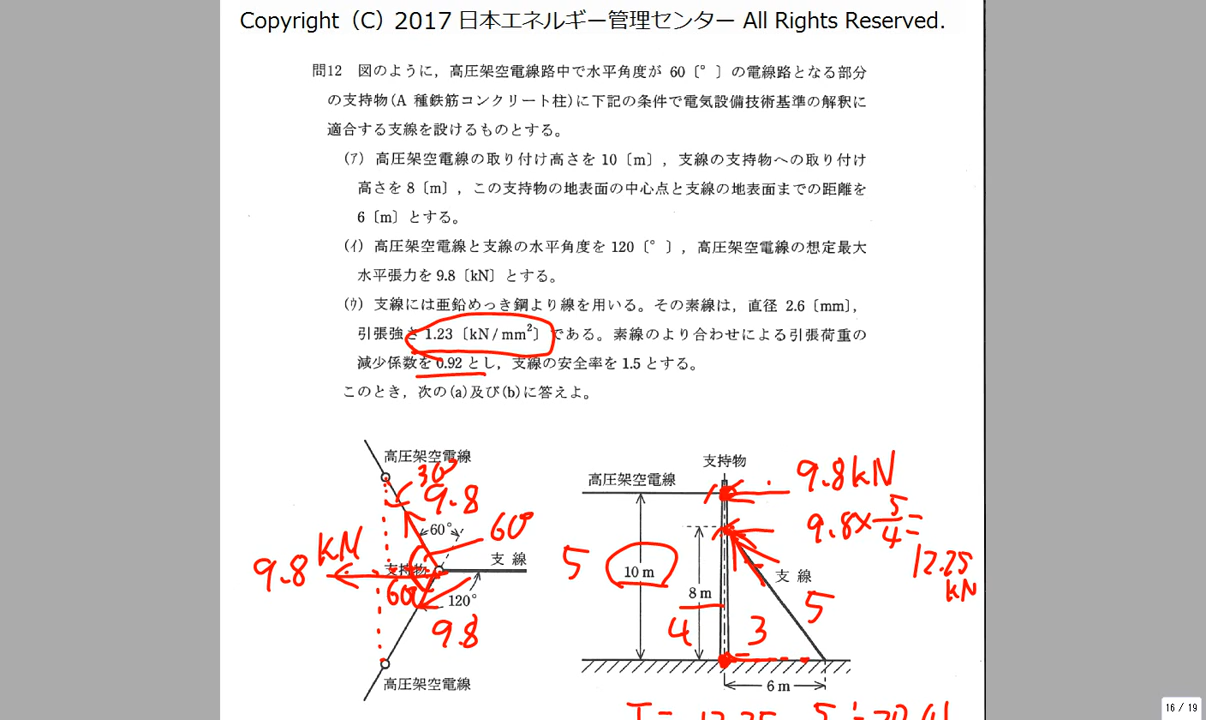 Copyright（C）2017 日本エネルギー管理センター All Rights Reserved.
問12 図のように，高圧架空電線路中で水平角度が 60〔°〕の電線路となる部分
の支持物(A 種鉄筋コンクリート柱)に下記の条件で電気設備技術基準の解釈に
適合する支線を設けるものとする。
(ｱ) 高圧架空電線の取り付け高さを 10〔m〕，支線の支持物への取り付け
高さを 8〔m〕，この支持物の地表面の中心点と支線の地表面までの距離を
6〔m〕とする。
(ｲ) 高圧架空電線と支線の水平角度を 120〔°〕，高圧架空電線の想定最大
水平張力を 9.8〔kN〕とする。
(ｳ) 支線には亜鉛めっき鋼より線を用いる。その素線は，直径 2.6〔mm〕，
引張強さ 1.23〔kN/mm²〕である。素線のより合わせによる引張荷重の
減少係数を 0.92 とし，支線の安全率を 1.5 とする。
このとき，次の(a)及び(b)に答えよ。
高圧架空電線
30°
9.8
60°
60°
支線
9.8 kN
支持物
60°
120°
9.8
高圧架空電線
支持物
高圧架空電線
9.8kN
9.8×5/4=
12.25
kN
5
10 m
支線
8 m
5
4
3
6 m
16 / 19